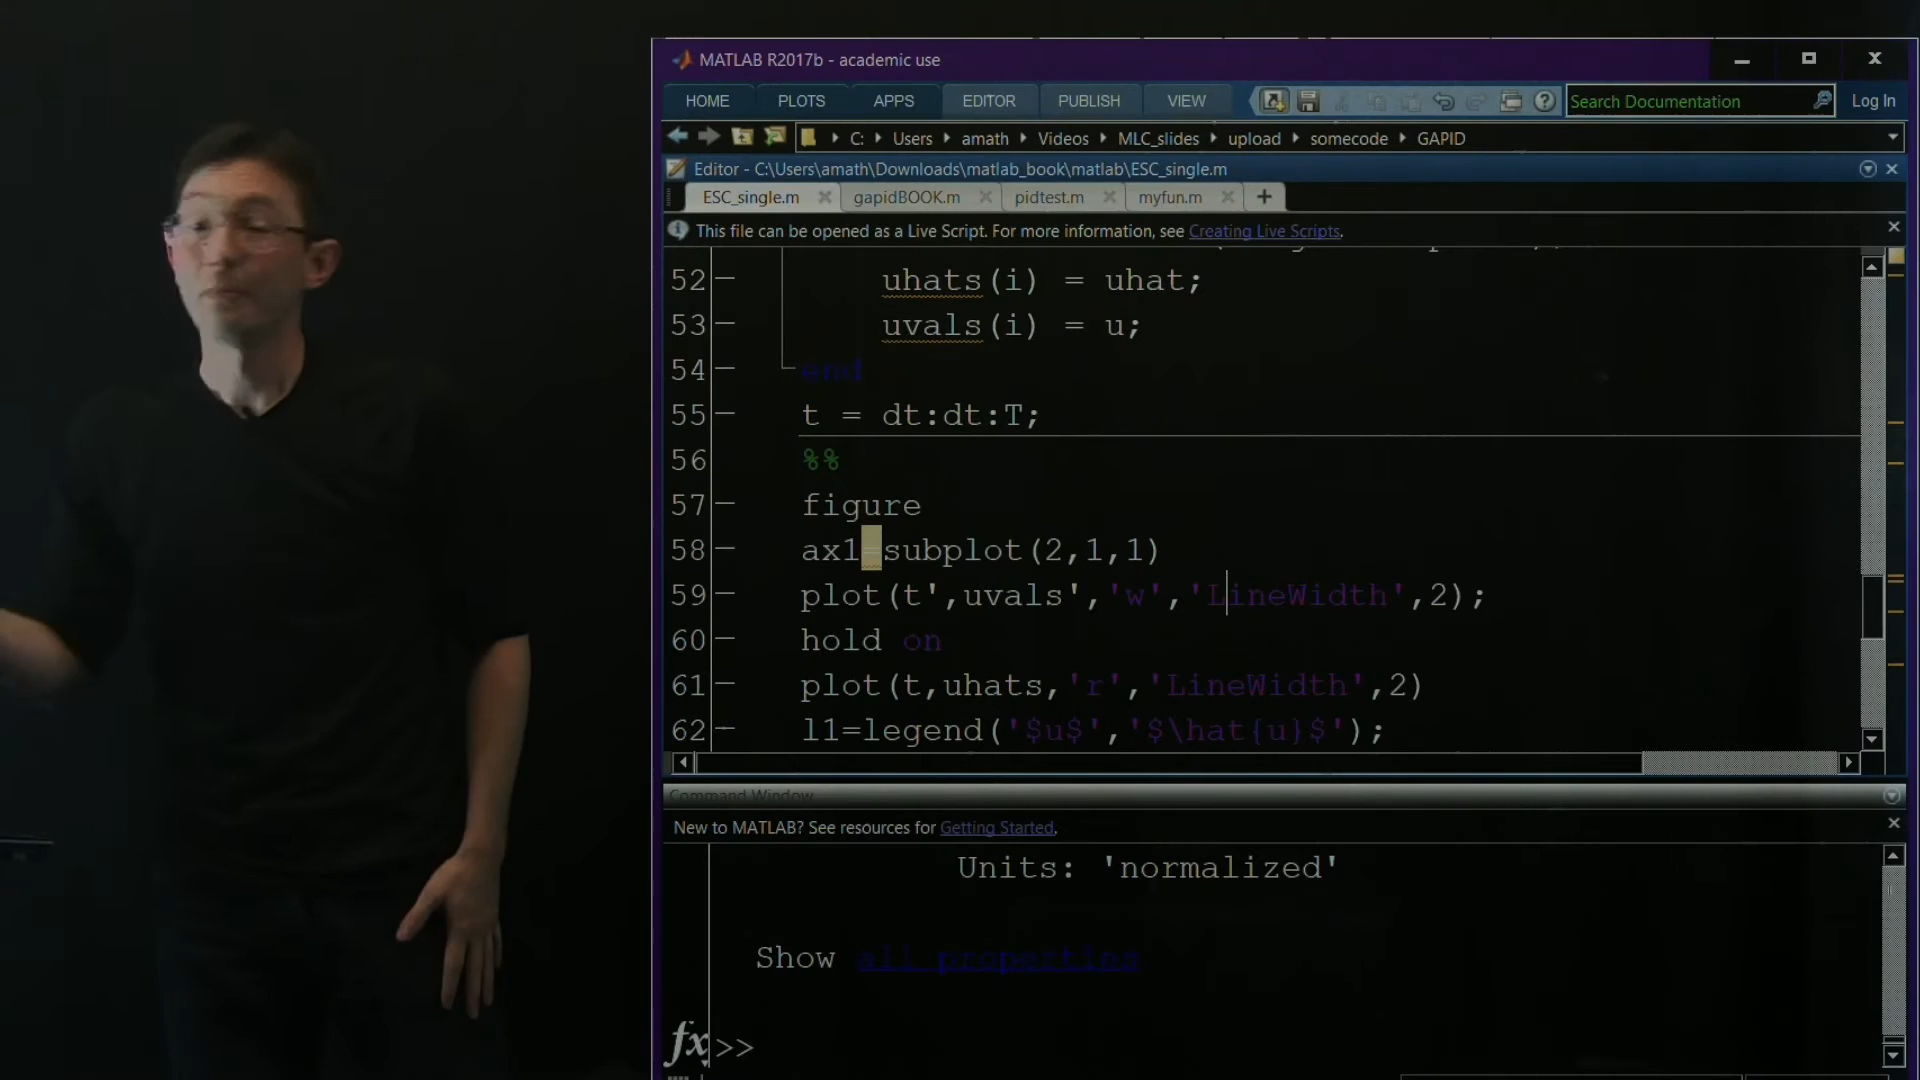 MATLAB R2017b - academic use
HOME PLOTS APPS EDITOR PUBLISH VIEW Search Documentation Log In
C: Users amath Videos MLC_slides upload somecode GAPID
Editor - C:\Users\amath\Downloads\matlab_book\matlab\ESC_single.m
ESC_single.m gapidBOOK.m pidtest.m myfun.m
This file can be opened as a Live Script. For more information, see Creating Live Scripts.
52 uhats(i) = uhat;
53 uvals(i) = u;
54 end
55 t = dt:dt:T;
56 %%
57 figure
58 ax1=subplot(2,1,1)
59 plot(t',uvals','w','LineWidth',2);
60 hold on
61 plot(t,uhats,'r','LineWidth',2)
62 l1=legend('$u$','$\hat{u}$');
Command Window
New to MATLAB? See resources for Getting Started.
Units: 'normalized'
Show all properties
fx >>